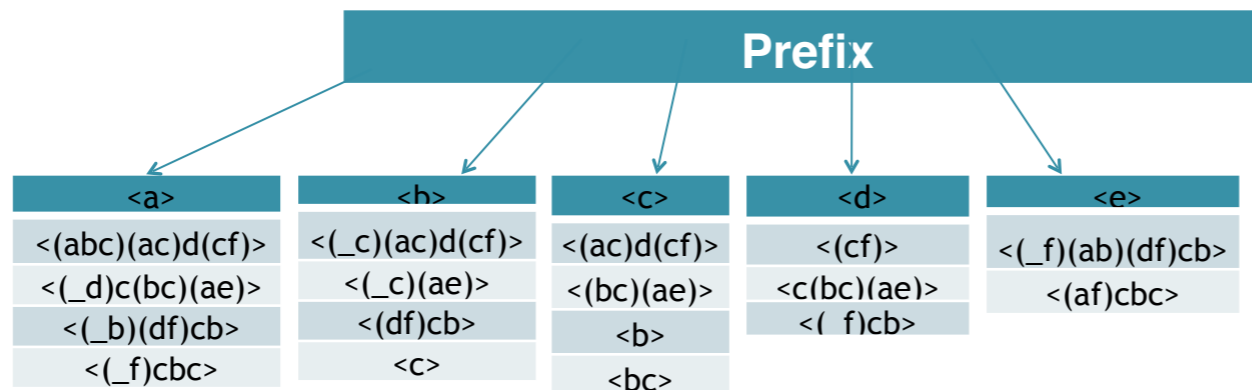 Prefix
<a>
<(abc)(ac)d(cf)>
<(_d)c(bc)(ae)>
<(_b)(df)cb>
<(_f)cbc>
<b>
<(_c)(ac)d(cf)>
<(_c)(ae)>
<(df)cb>
<c>
<c>
<(ac)d(cf)>
<(bc)(ae)>
<b>
<bc>
<d>
<(cf)>
<c(bc)(ae)>
<(_f)cb>
<e>
<(_f)(ab)(df)cb>
<(af)cbc>